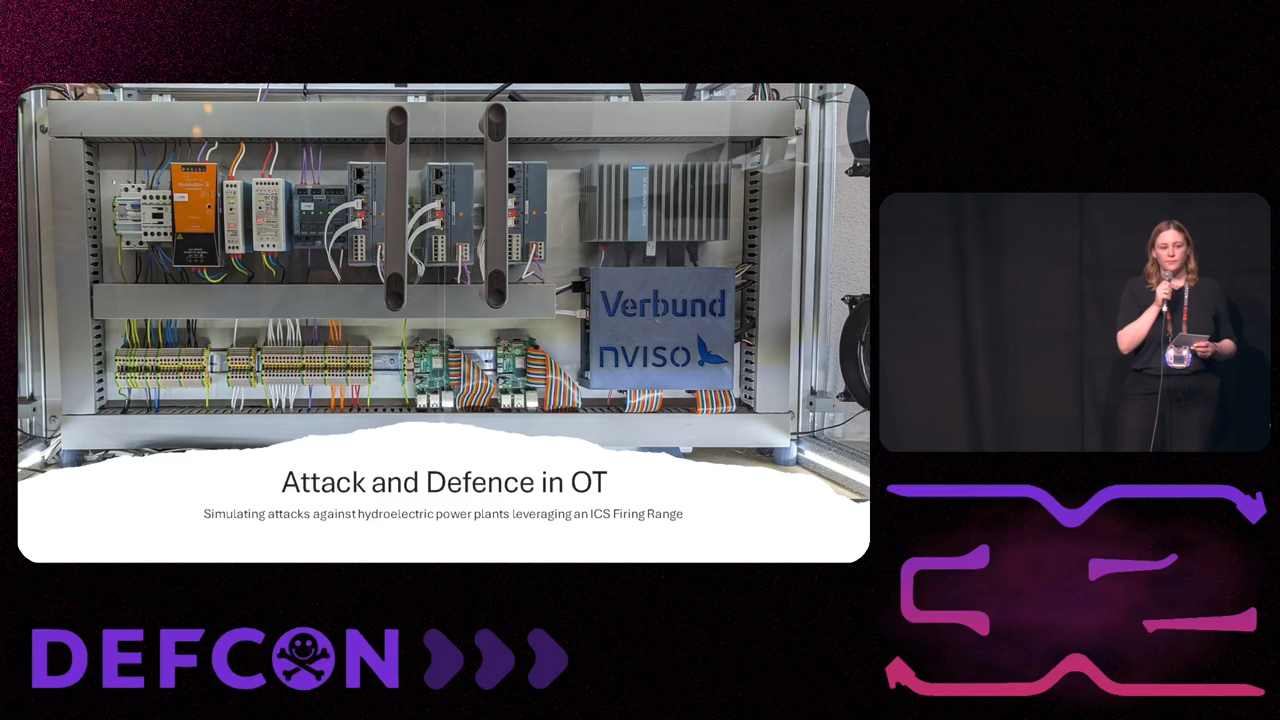 SIEMENS
Verbund
NVISO
Attack and Defence in OT
Simulating attacks against hydroelectric power plants leveraging an ICS Firing Range
DEFCON